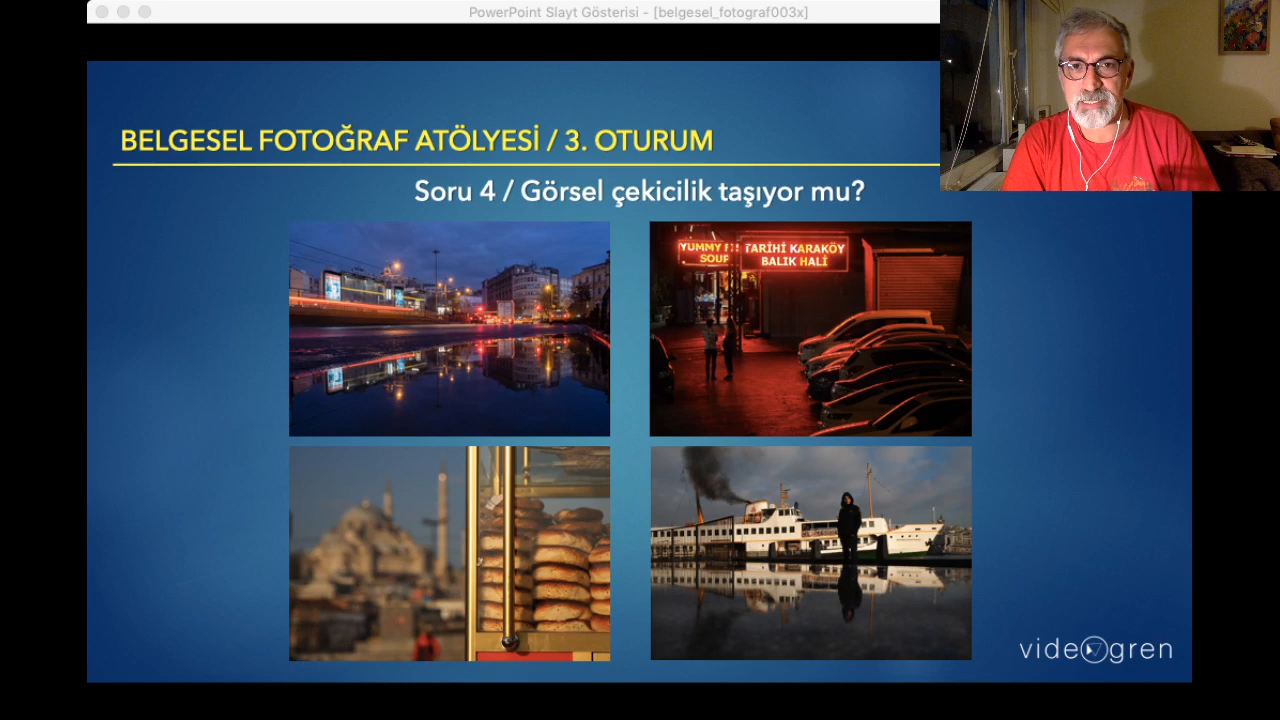 PowerPoint Slayt Gösterisi - [belgesel_fotograf003x]
BELGESEL FOTOĞRAF ATÖLYESİ / 3. OTURUM
Soru 4 / Görsel çekicilik taşıyor mu?
YUMMY
SOUP
TARİHİ KARAKÖY
BALIK HALİ
videogren